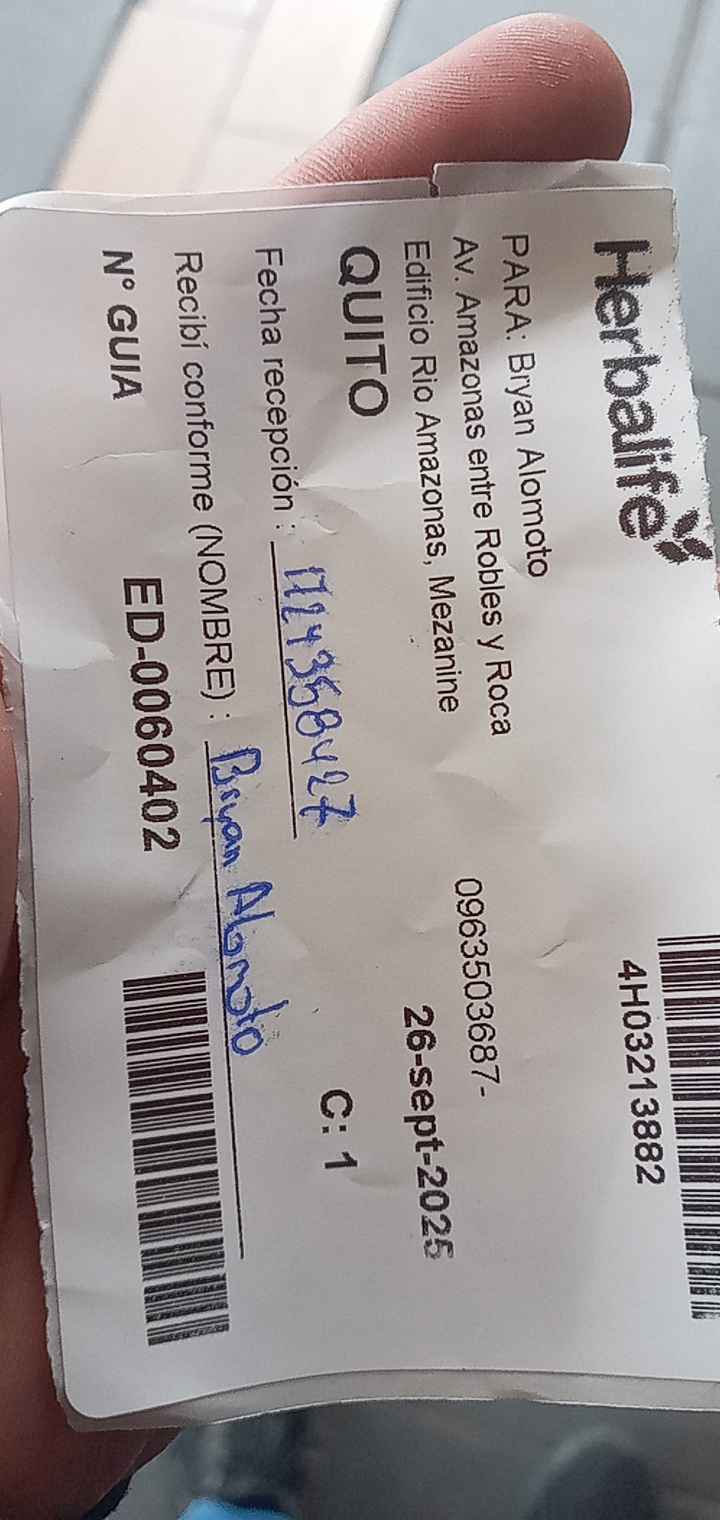 Herbalife
4H03213882
PARA: Bryan Alomoto
Av. Amazonas entre Robles y Roca 0963503687-
Edificio Rio Amazonas, Mezanine 26-sept-2025
QUITO C: 1
Fecha recepción : 1724358427
Recibí conforme (NOMBRE) : Bryan Alomoto
N° GUIA ED-0060402